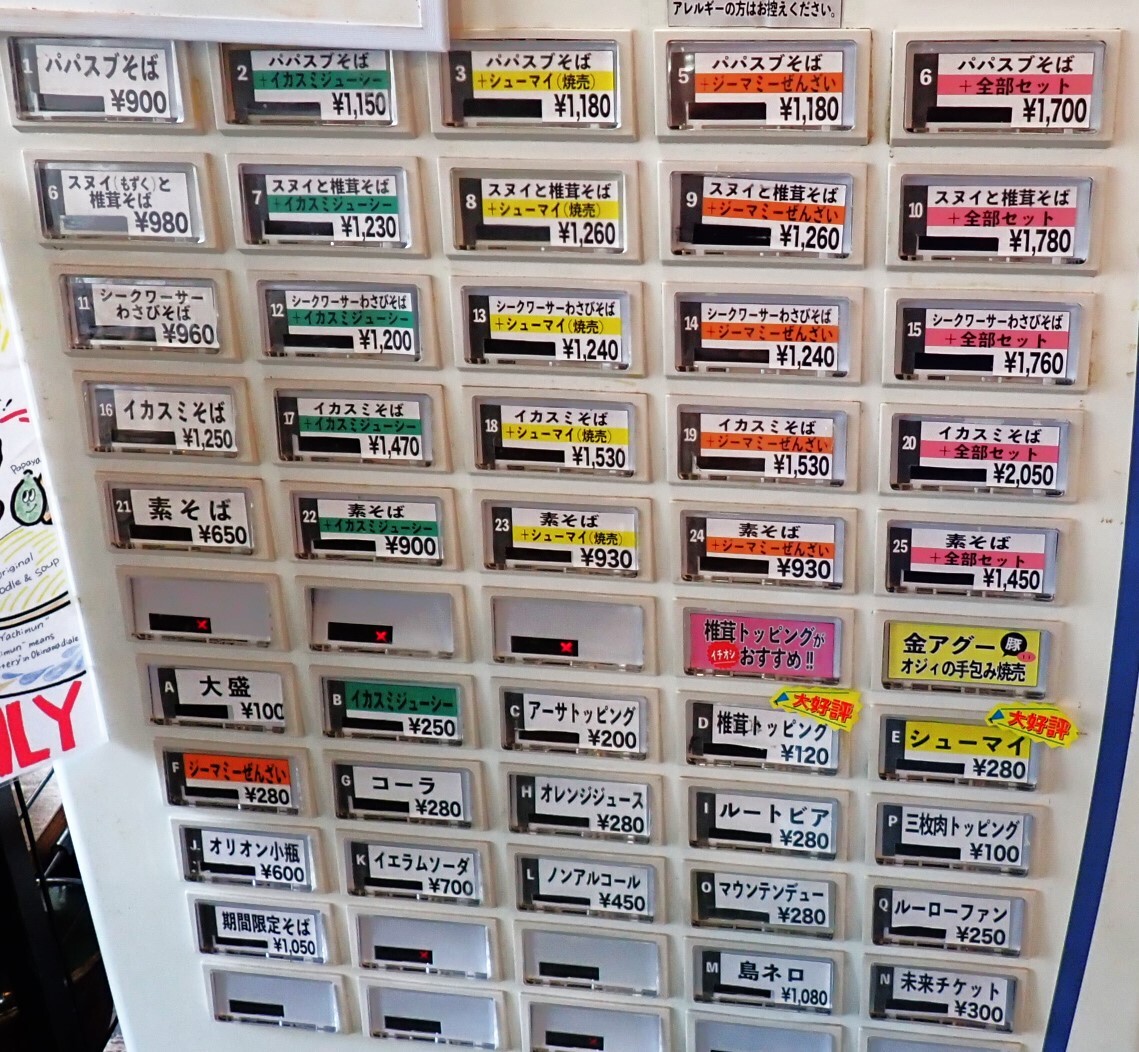 アレルギーの方はお控えください。
1 パパスブそば
¥900
2 パパスブそば
+イカスミジューシー
¥1,150
3 パパスブそば
+シューマイ(焼売)
¥1,180
5 パパスブそば
+ジーマミーぜんざい
¥1,180
6 パパスブそば
+全部セット
¥1,700
6 スヌイ(もずく)と
椎茸そば
¥980
7 スヌイと椎茸そば
+イカスミジューシー
¥1,230
8 スヌイと椎茸そば
+シューマイ(焼売)
¥1,260
9 スヌイと椎茸そば
+ジーマミーぜんざい
¥1,260
10 スヌイと椎茸そば
+全部セット
¥1,780
11 シークワーサー
わさびそば
¥960
12 シークワーサーわさびそば
+イカスミジューシー
¥1,200
13 シークワーサーわさびそば
+シューマイ(焼売)
¥1,240
14 シークワーサーわさびそば
+ジーマミーぜんざい
¥1,240
15 シークワーサーわさびそば
+全部セット
¥1,760
16 イカスミそば
¥1,250
17 イカスミそば
+イカスミジューシー
¥1,470
18 イカスミそば
+シューマイ(焼売)
¥1,530
19 イカスミそば
+ジーマミーぜんざい
¥1,530
20 イカスミそば
+全部セット
¥2,050
Papaya
21 素そば
¥650
22 素そば
+イカスミジューシー
¥900
23 素そば
+シューマイ(焼売)
¥930
24 素そば
+ジーマミーぜんざい
¥930
25 素そば
+全部セット
¥1,450
& Soup
means
in Okinawa diale
椎茸トッピングが
イチオシ おすすめ!!
金アグー豚
オジィの手包み焼売
A 大盛
¥100
B イカスミジューシー
¥250
C アーサトッピング
¥200
大好評
D 椎茸トッピング
¥120
大好評
E シューマイ
¥280
F ジーマミーぜんざい
¥280
G コーラ
¥280
H オレンジジュース
¥280
I ルートビア
¥280
P 三枚肉トッピング
¥100
J オリオン小瓶
¥600
K イエラムソーダ
¥700
L ノンアルコール
¥450
O マウンテンデュー
¥280
Q ルーローファン
¥250
期間限定そば
¥1,050
M 島ネロ
¥1,080
N 未来チケット
¥300